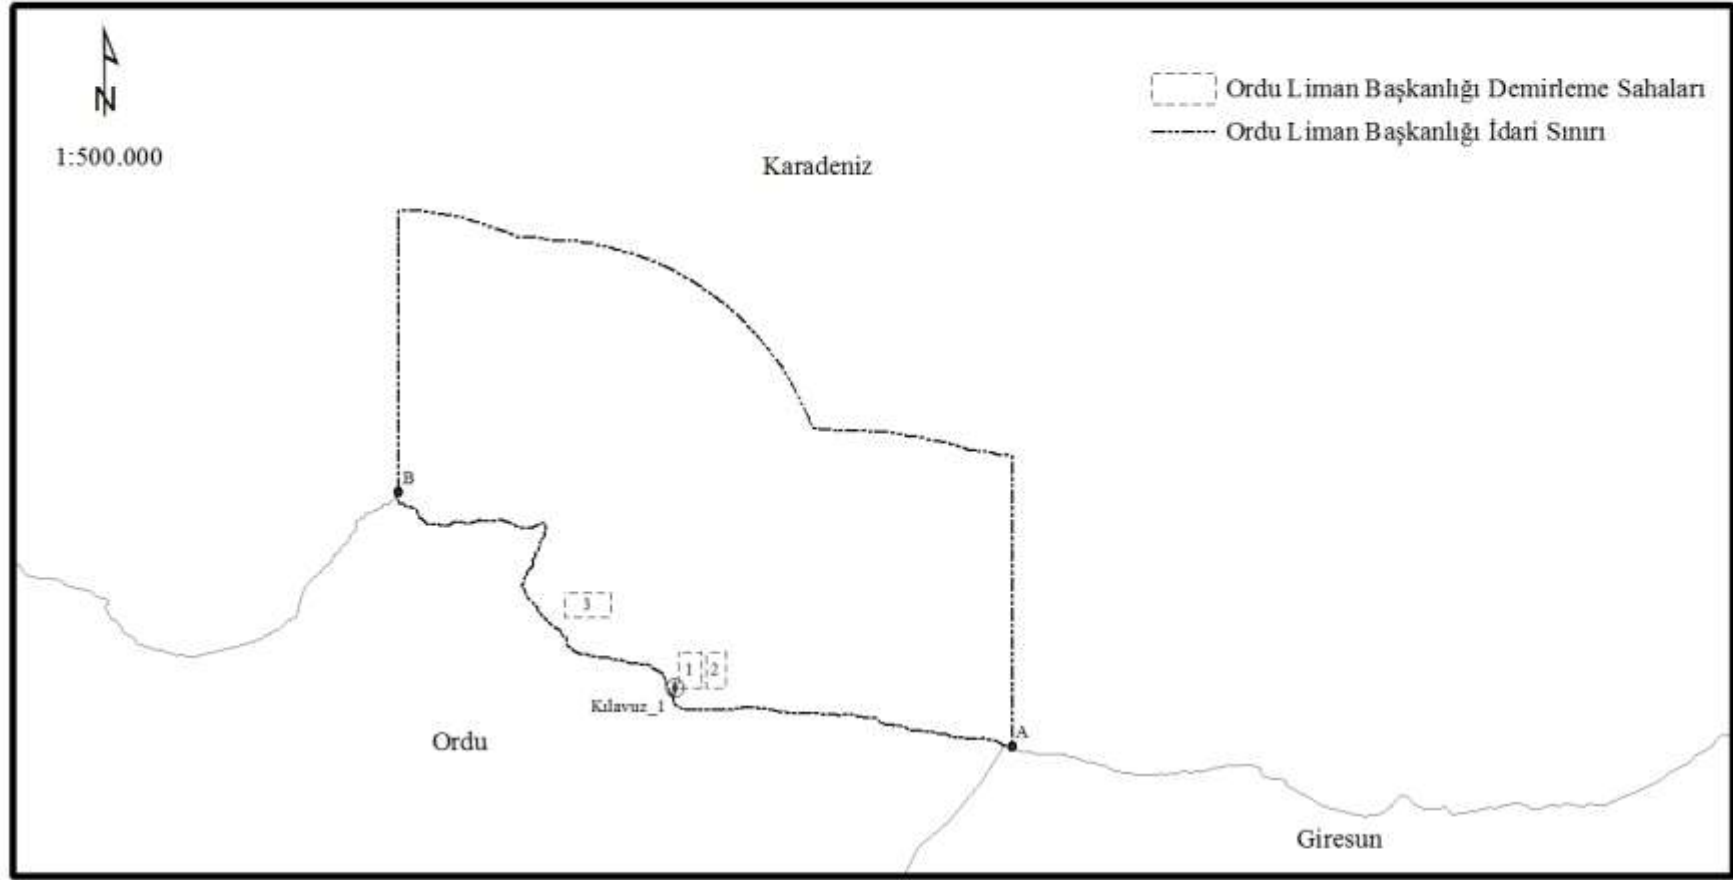 N
1:500.000
Ordu Liman Başkanlığı Demirleme Sahaları
Ordu Liman Başkanlığı İdari Sınırı
Karadeniz
B
3
1 2
Kılavuz_1
A
Ordu
Giresun